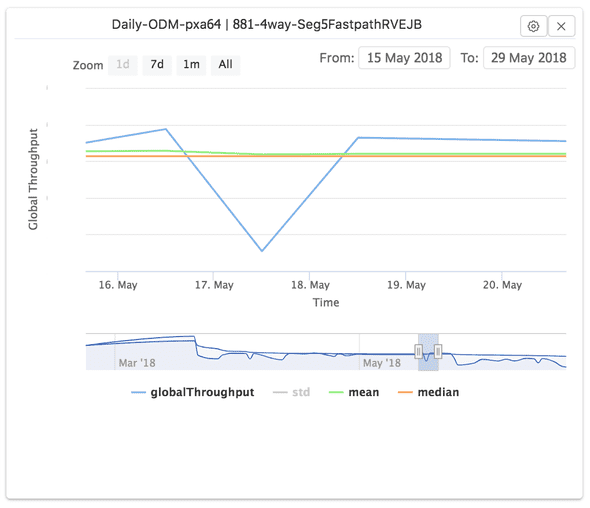 Daily-ODM-pxa64 | 881-4way-Seg5FastpathRVEJB
From: 15 May 2018 To: 29 May 2018
Zoom 1d 7d 1m All
Global Throughput
16. May 17. May 18. May 19. May 20. May
Time
Mar '18 May '18
globalThroughput std mean median